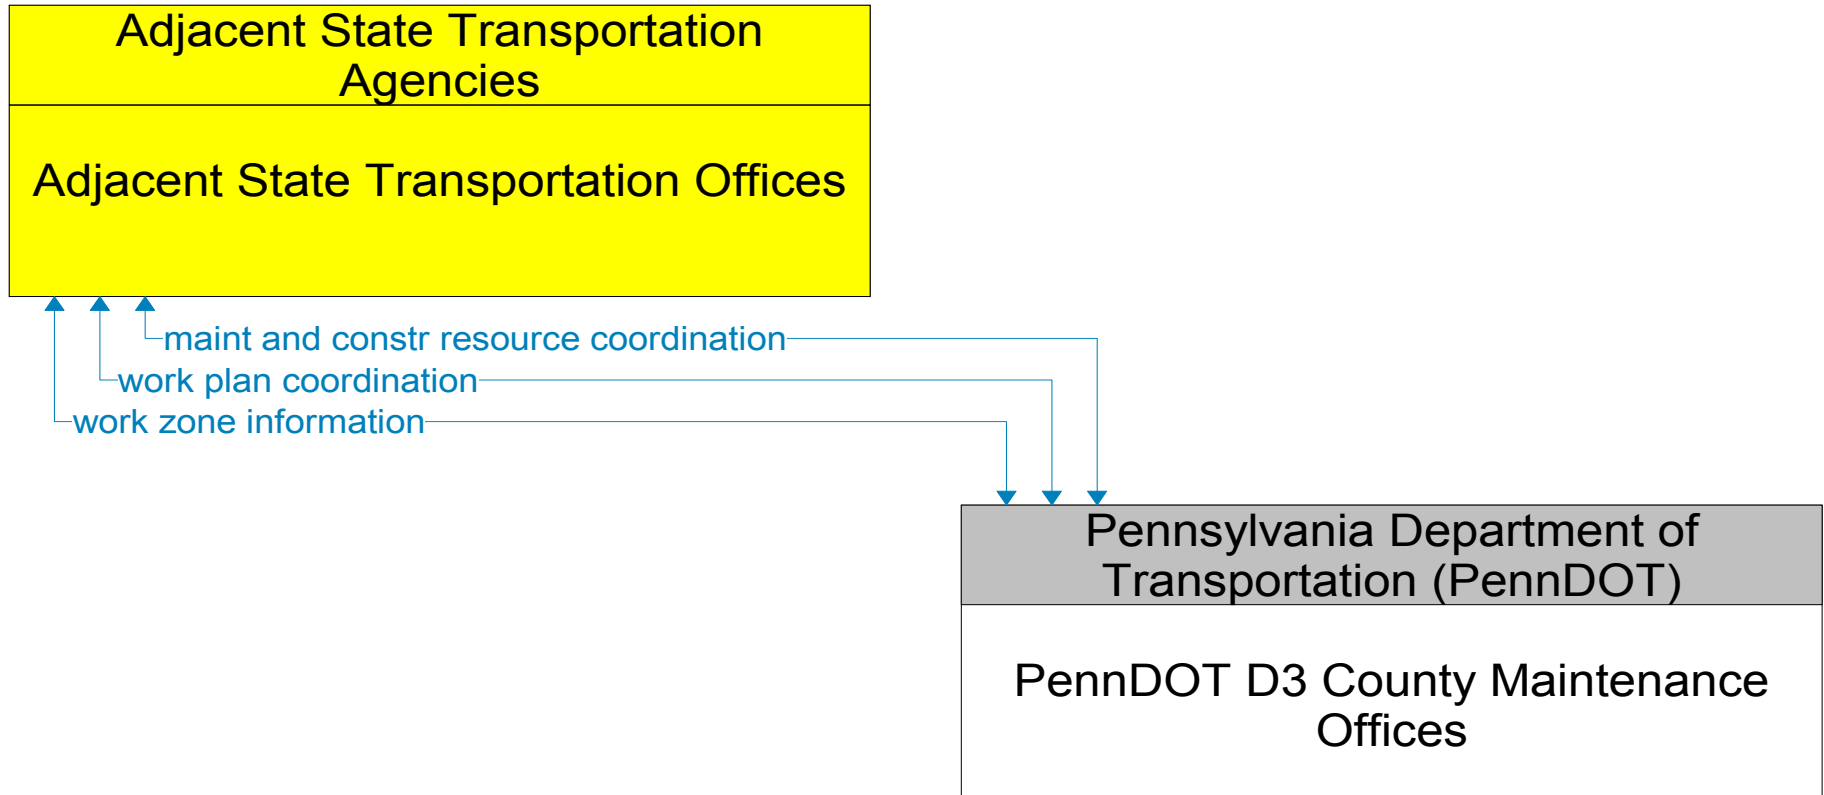 Adjacent State Transportation
Agencies
Adjacent State Transportation Offices
maint and constr resource coordination
work plan coordination
work zone information
Pennsylvania Department of
Transportation (PennDOT)
PennDOT D3 County Maintenance
Offices